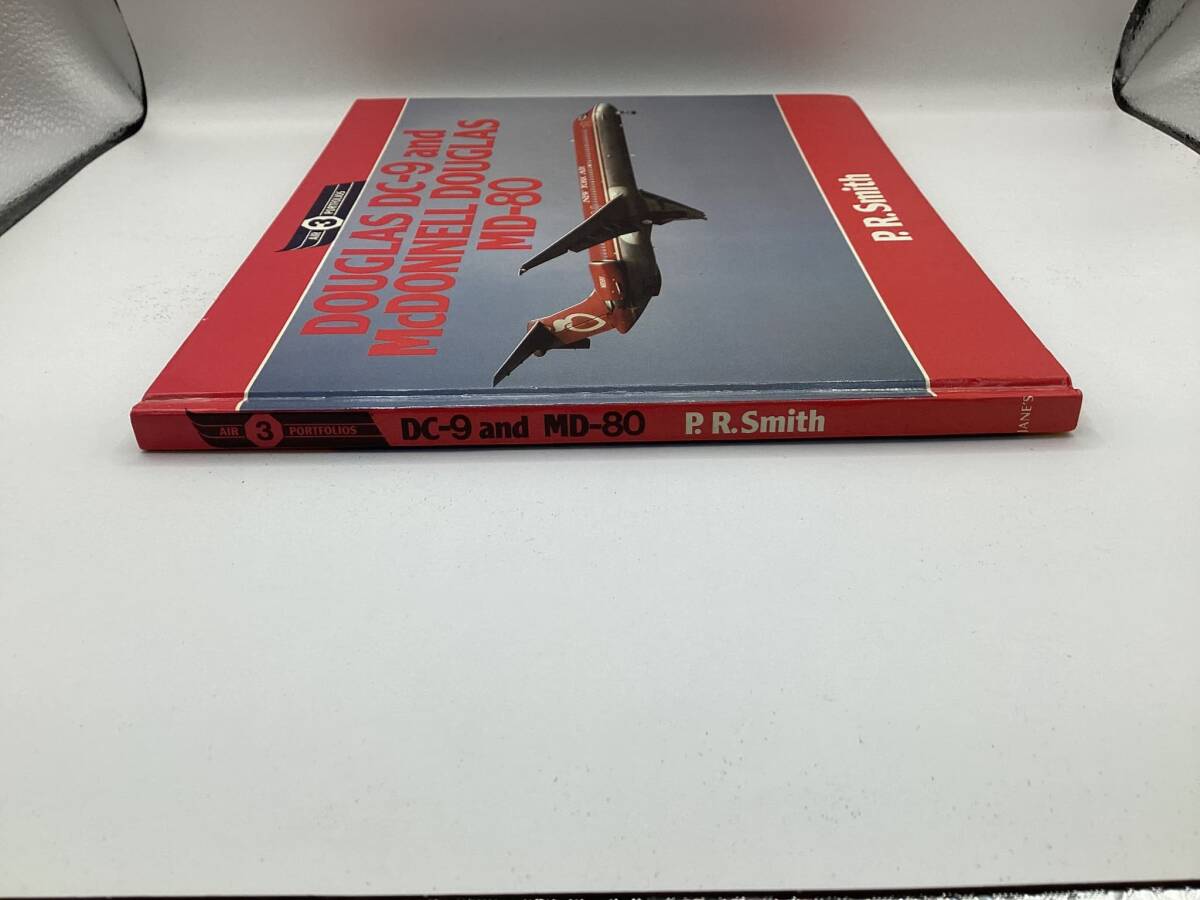 AIR 3 PORTFOLIOS
DOUGLAS DC-9 and
McDONNELL DOUGLAS
MD-80
NEW YORK AIR
P.R.Smith
AIR 3 PORTFOLIOS DC-9 and MD-80 P.R.Smith JANE'S